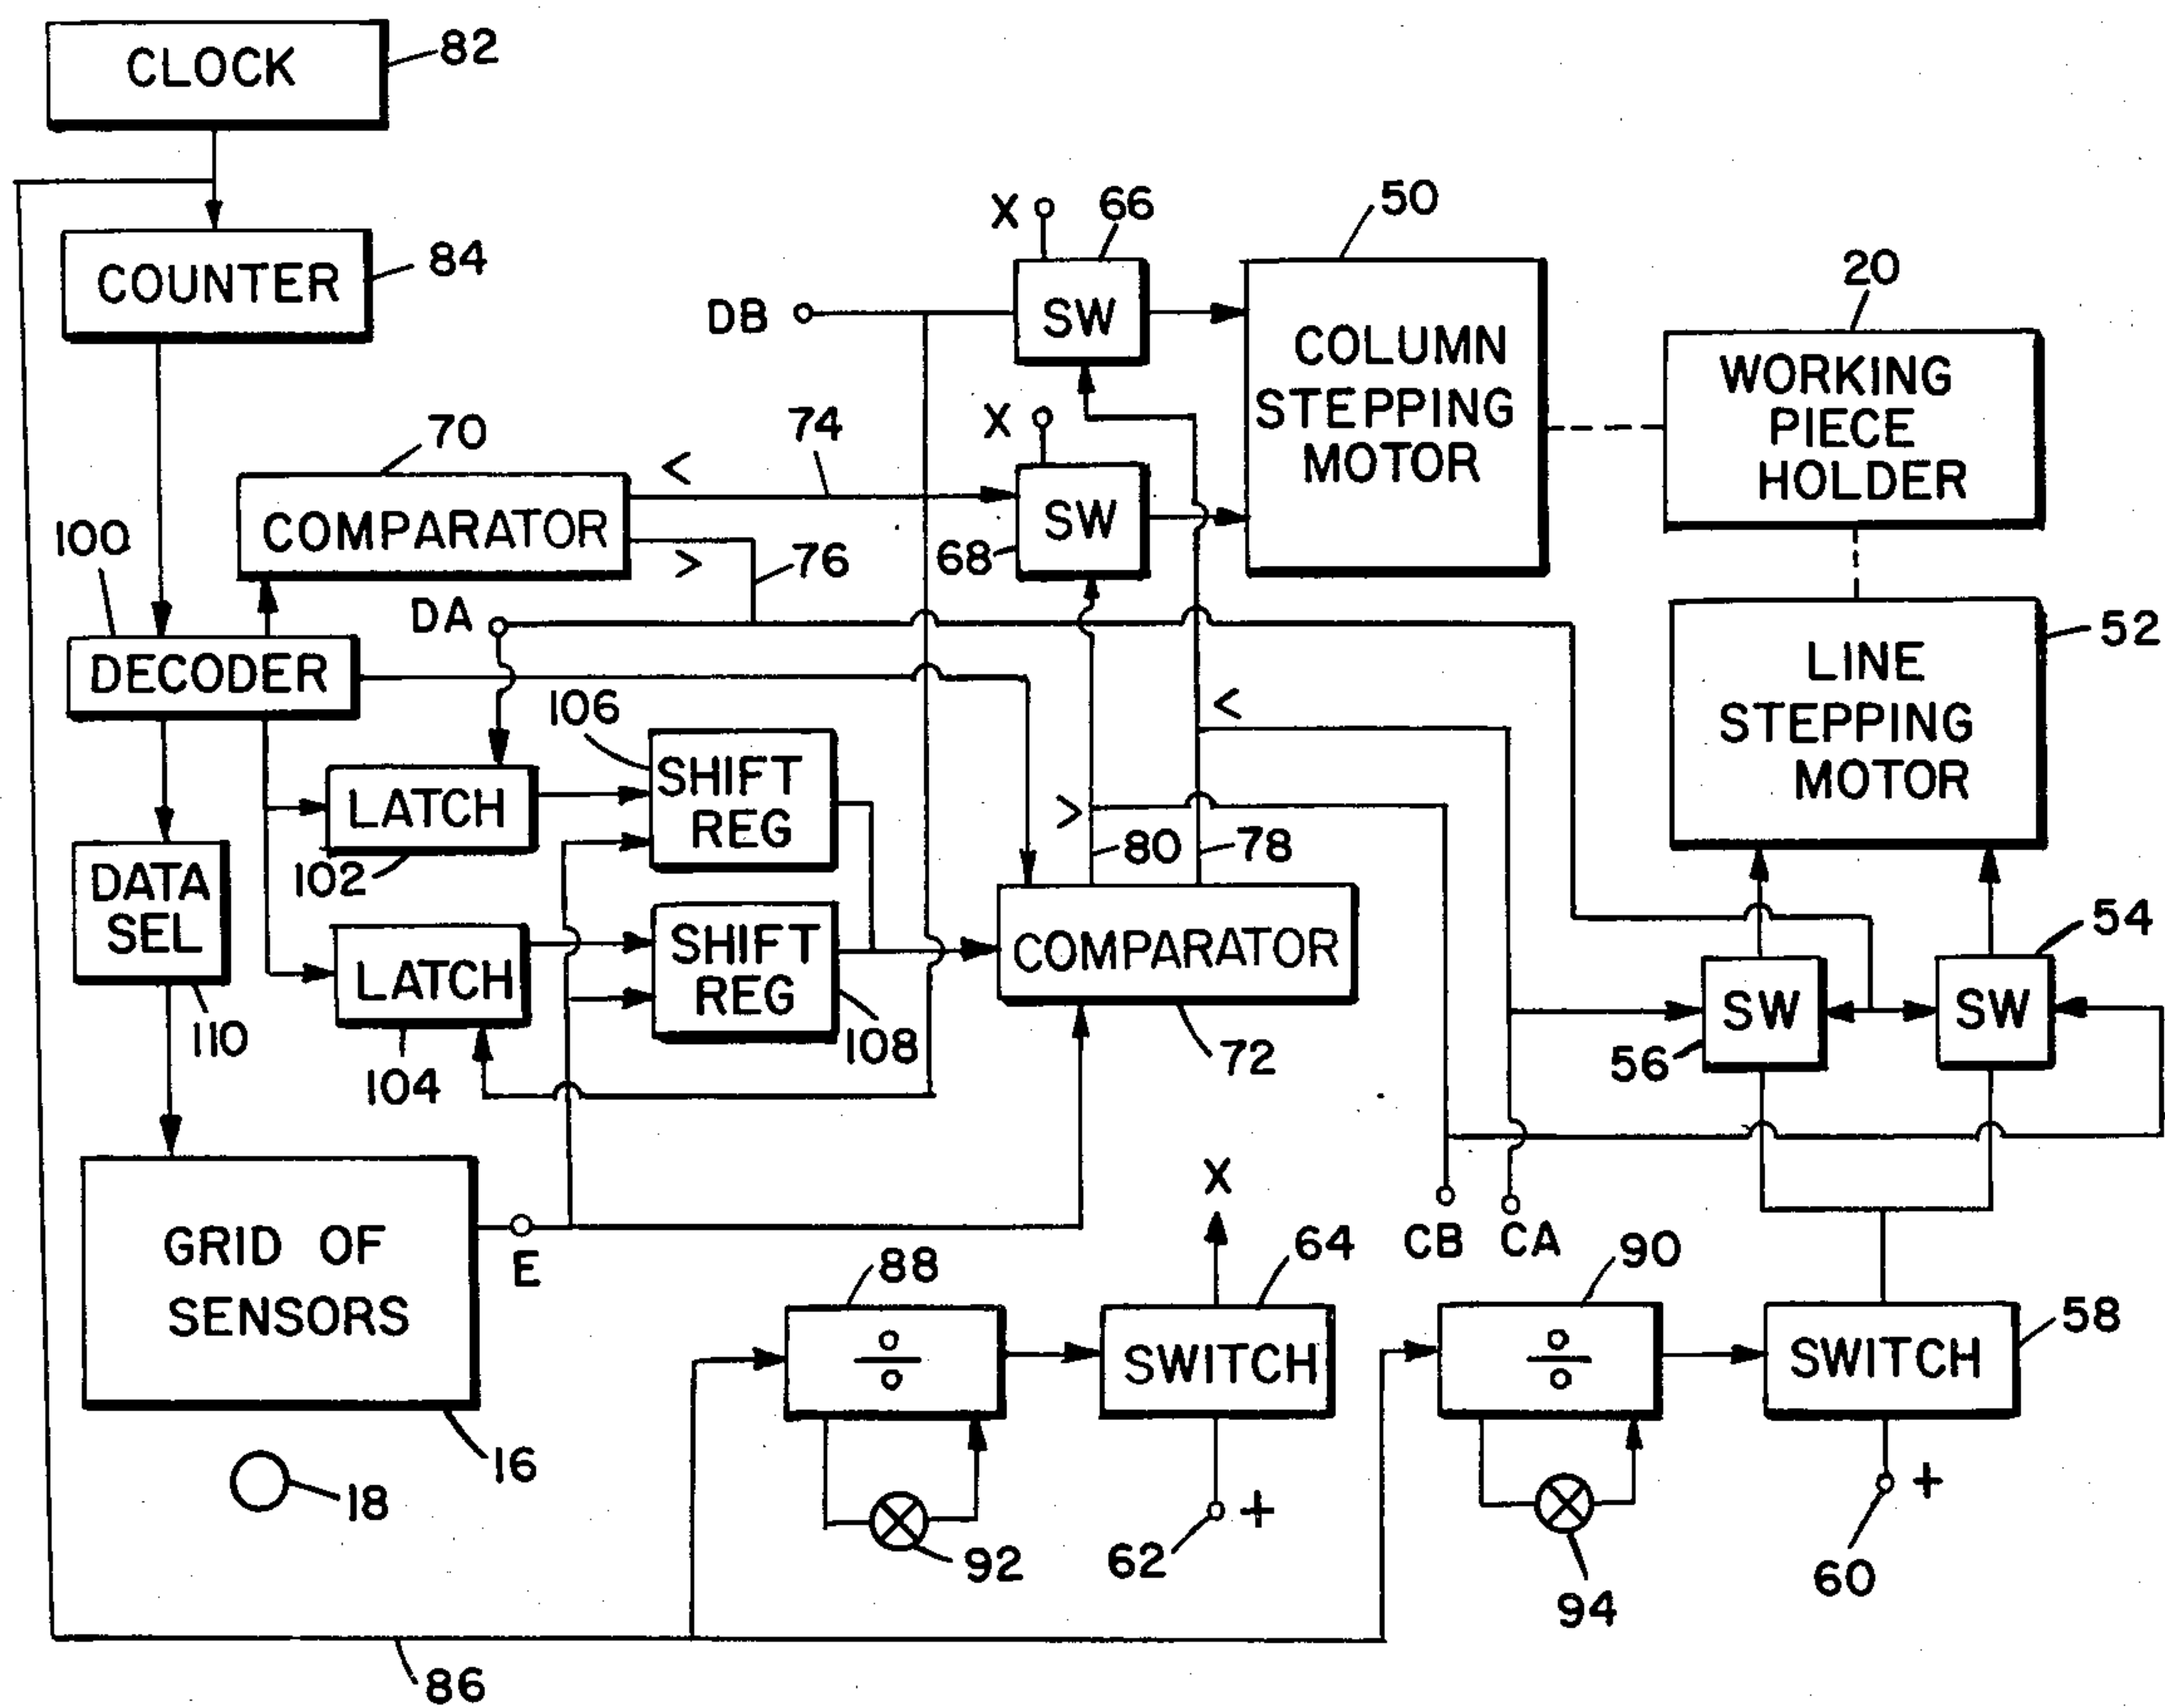 CLOCK
82
COUNTER
84
X
66
50
20
DB
SW
COLUMN
STEPPING
MOTOR
WORKING
PIECE
HOLDER
70
<
74
X
COMPARATOR
SW
100
>
76
68
DA
DECODER
106
<
LINE
STEPPING
MOTOR
52
LATCH
SHIFT
REG
>
80
78
102
DATA
SEL
54
LATCH
SHIFT
REG
COMPARATOR
SW
SW
110
104
108
72
56
X
GRID OF
SENSORS
E
88
64
CB
CA
90
58
÷
SWITCH
÷
SWITCH
16
18
92
62
+
94
60
+
86